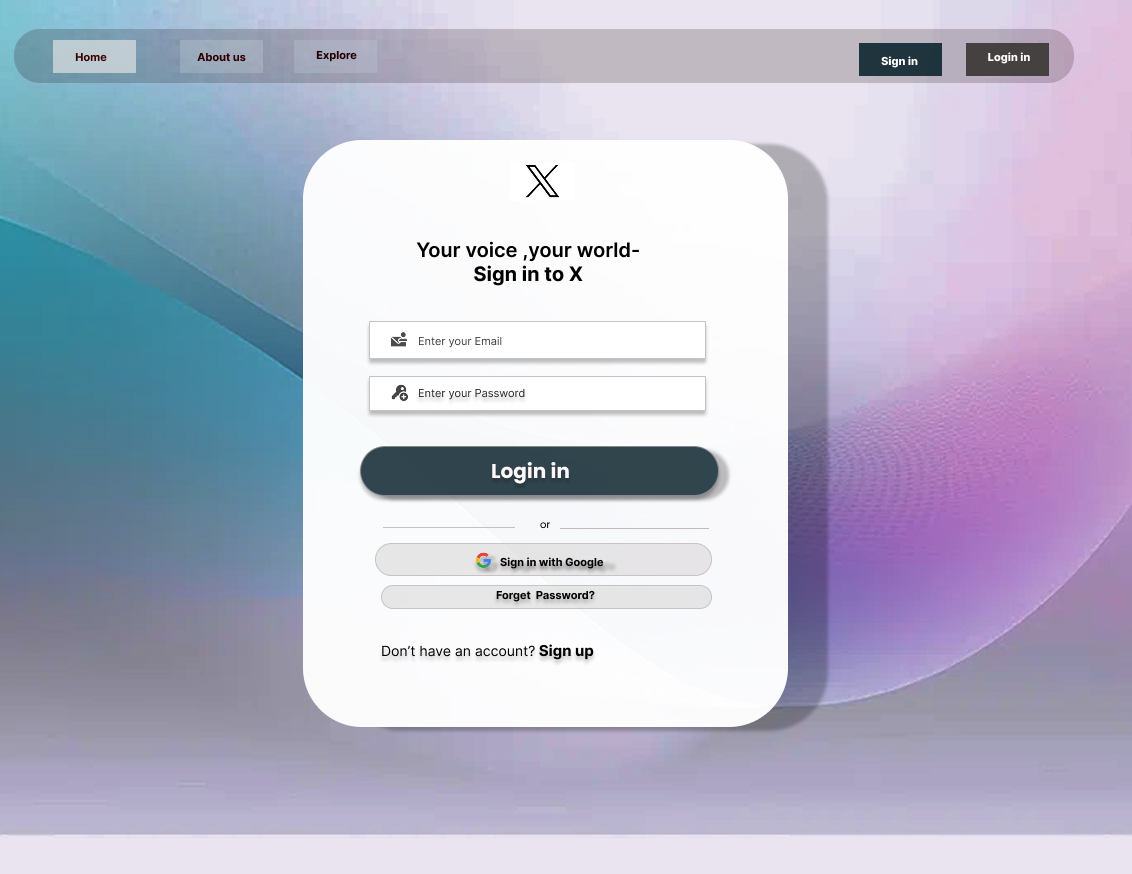 Home
About us
Explore
Sign in
Login in
X
Your voice ,your world-
Sign in to X
Enter your Email
Enter your Password
Login in
or
Sign in with Google
Forget Password?
Don't have an account? Sign up